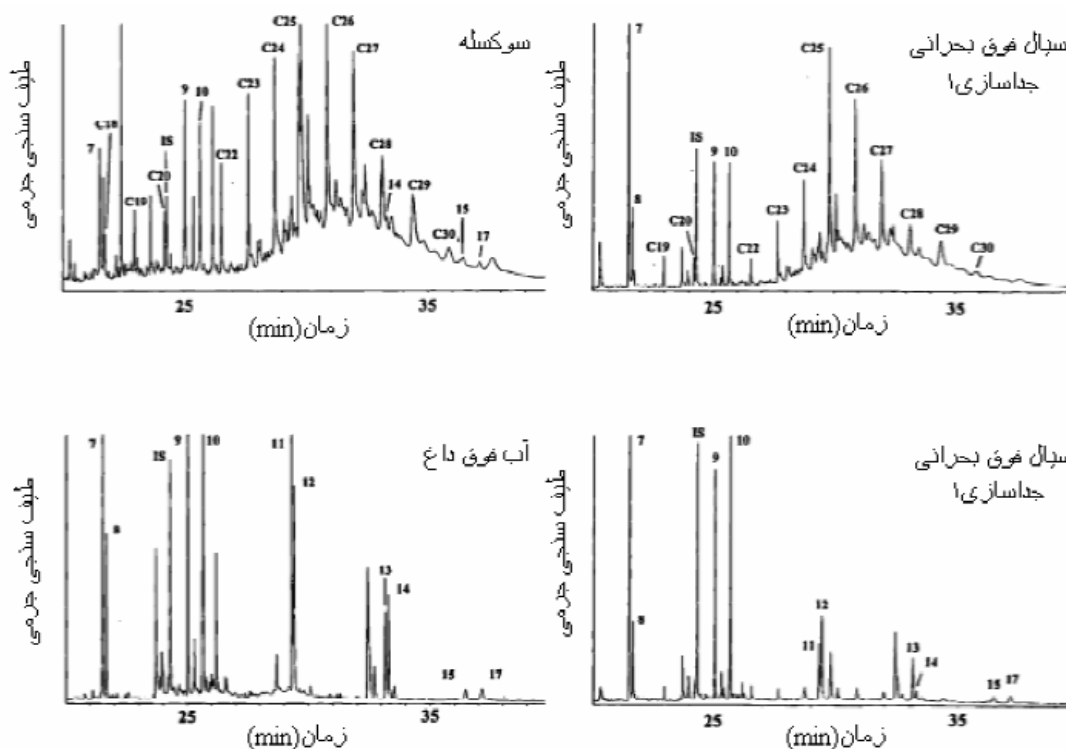 سوکسله
طیف سنجی جرمی
7
C18
C19
C20
IS
9
10
C22
C23
C24
C25
C26
C27
C28
14
C29
C30
15
17
25
35
زمان(min)
سیال فوق بحرانی
جداسازی۱
طیف سنجی جرمی
7
8
C19
C20
IS
9
10
C22
C23
C24
C25
C26
C27
C28
C29
C30
25
35
زمان(min)
آب فوق داغ
طیف سنجی جرمی
7
8
IS
9
10
11
12
13
14
15
17
25
35
زمان(min)
سیال فوق بحرانی
جداسازی۱
طیف سنجی جرمی
7
8
IS
9
10
11
12
13
14
15
17
25
35
زمان(min)